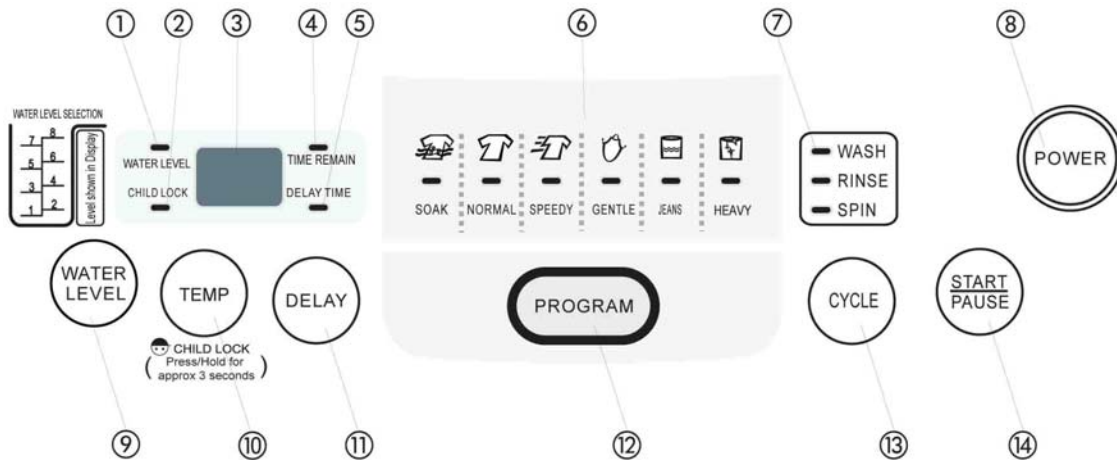 ① ② ③ ④ ⑤ ⑥ ⑦ ⑧
WATER LEVEL SELECTION
8
7
6
5
4
3
2
1
Level shown in Display
WATER LEVEL
CHILD LOCK
TIME REMAIN
DELAY TIME
SOAK
NORMAL
SPEEDY
GENTLE
JEANS
HEAVY
WASH
RINSE
SPIN
POWER
WATER
LEVEL
TEMP
CHILD LOCK
( Press/Hold for
approx 3 seconds )
DELAY
PROGRAM
CYCLE
START
PAUSE
⑨ ⑩ ⑪ ⑫ ⑬ ⑭